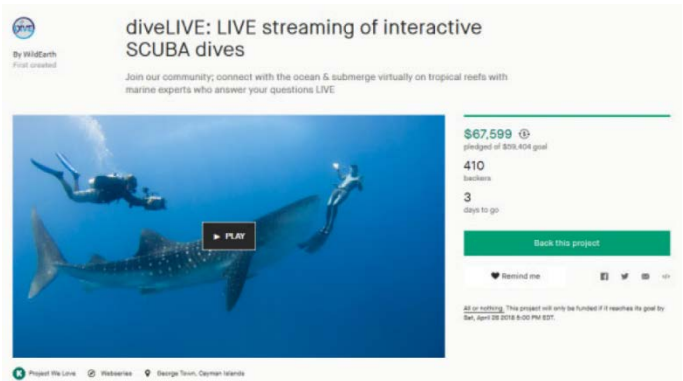 diveLIVE: LIVE streaming of interactive
SCUBA dives
By WildEarth
First created
Join our community; connect with the ocean & submerge virtually on tropical reefs with
marine experts who answer your questions LIVE
PLAY
$67,599
pledged of $59,404 goal
410
backers
3
days to go
Back this project
Remind me
All or nothing. This project will only be funded if it reaches its goal by
Sat, April 28 2018 5:00 PM EDT.
Project We Love
Webseries
George Town, Cayman Islands